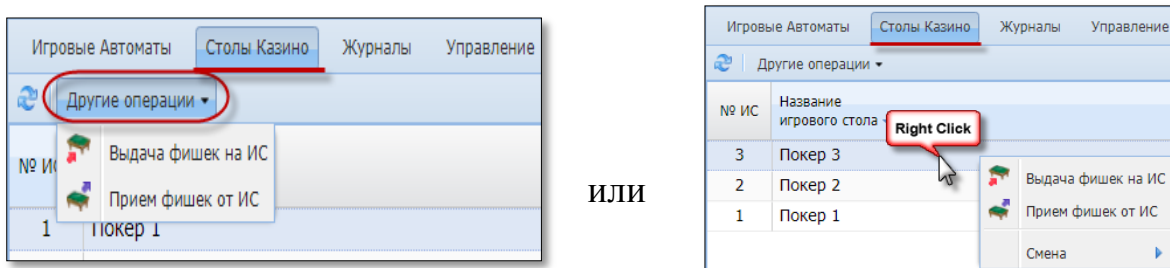 Игровые Автоматы Столы Казино Журналы Управление
Другие операции
Выдача фишек на ИС
№ ИС
Прием фишек от ИС
1 Покер 1
или
Игровые Автоматы Столы Казино Журналы Управление
Другие операции
№ ИС Название
игрового стола
Right Click
3 Покер 3
2 Покер 2
1 Покер 1
Выдача фишек на ИС
Прием фишек от ИС
Смена